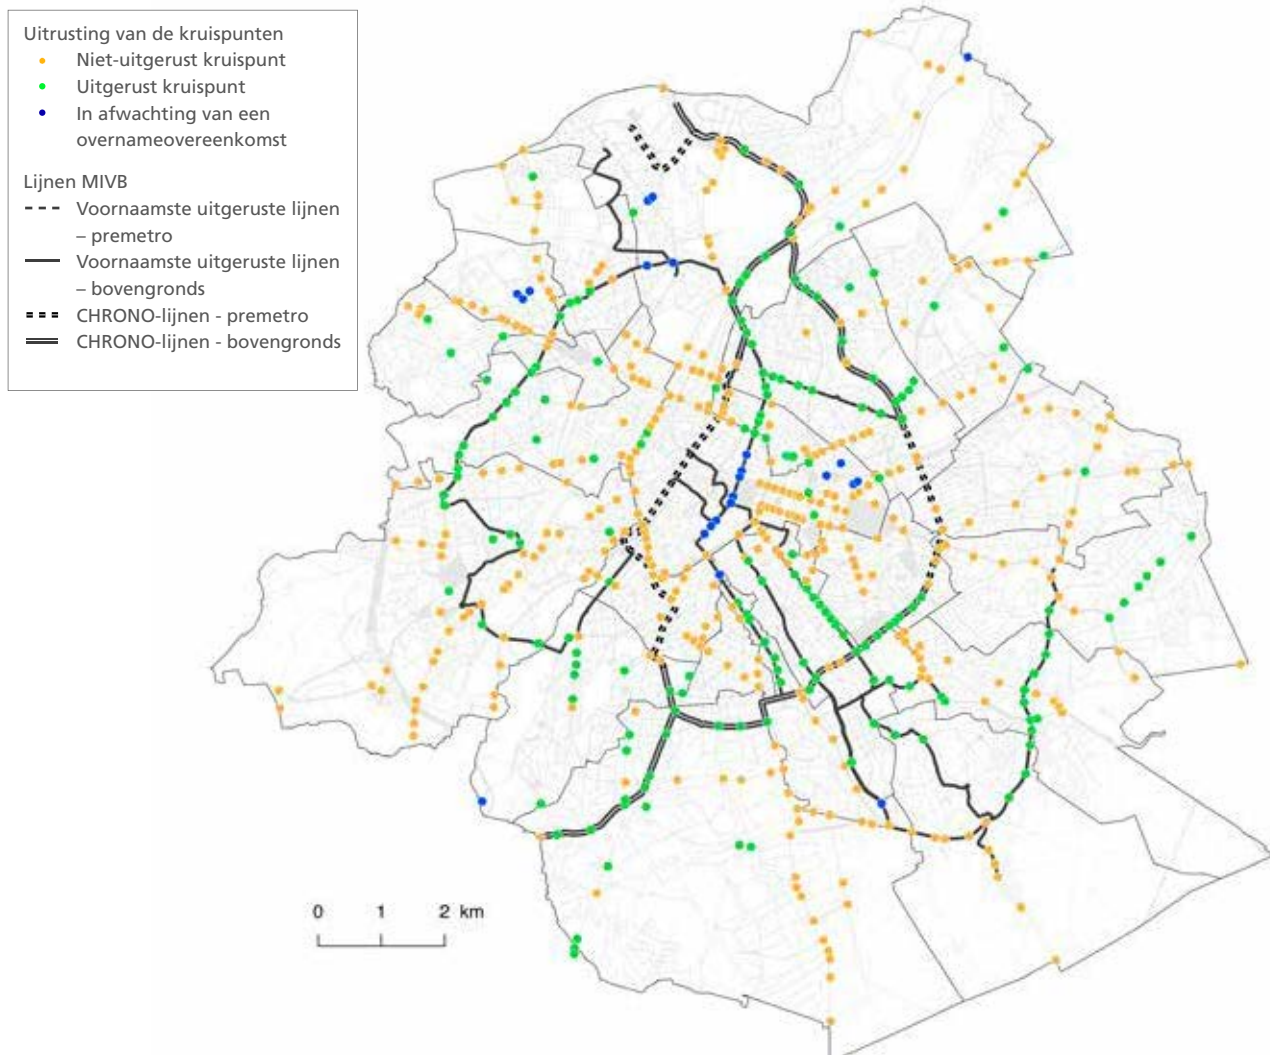 Uitrusting van de kruispunten
Niet-uitgerust kruispunt
Uitgerust kruispunt
In afwachting van een
overnameovereenkomst
Lijnen MIVB
Voornaamste uitgeruste lijnen
– premetro
Voornaamste uitgeruste lijnen
– bovengronds
CHRONO-lijnen - premetro
CHRONO-lijnen - bovengronds
0 1 2 km